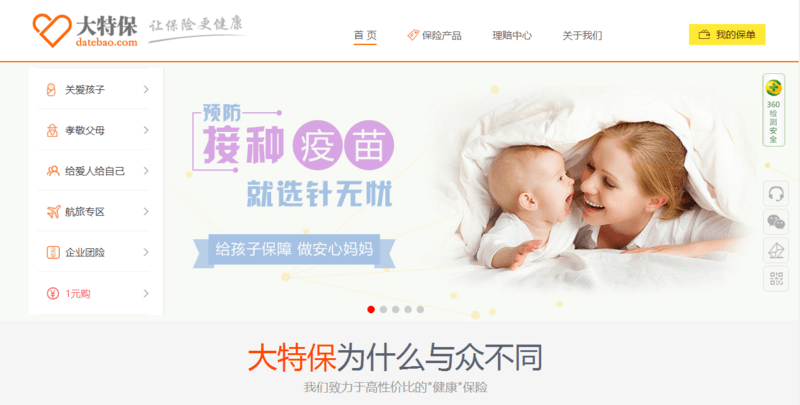 大特保
datebao.com
让保险更健康
首 页
保险产品
理赔中心
关于我们
我的保单
关爱孩子
孝敬父母
给爱人给自己
航旅专区
企业团险
1元购
预防
接种疫苗
就选针无忧
给孩子保障 做安心妈妈
360
检
测
安
全
大特保为什么与众不同
我们致力于高性价比的"健康"保险